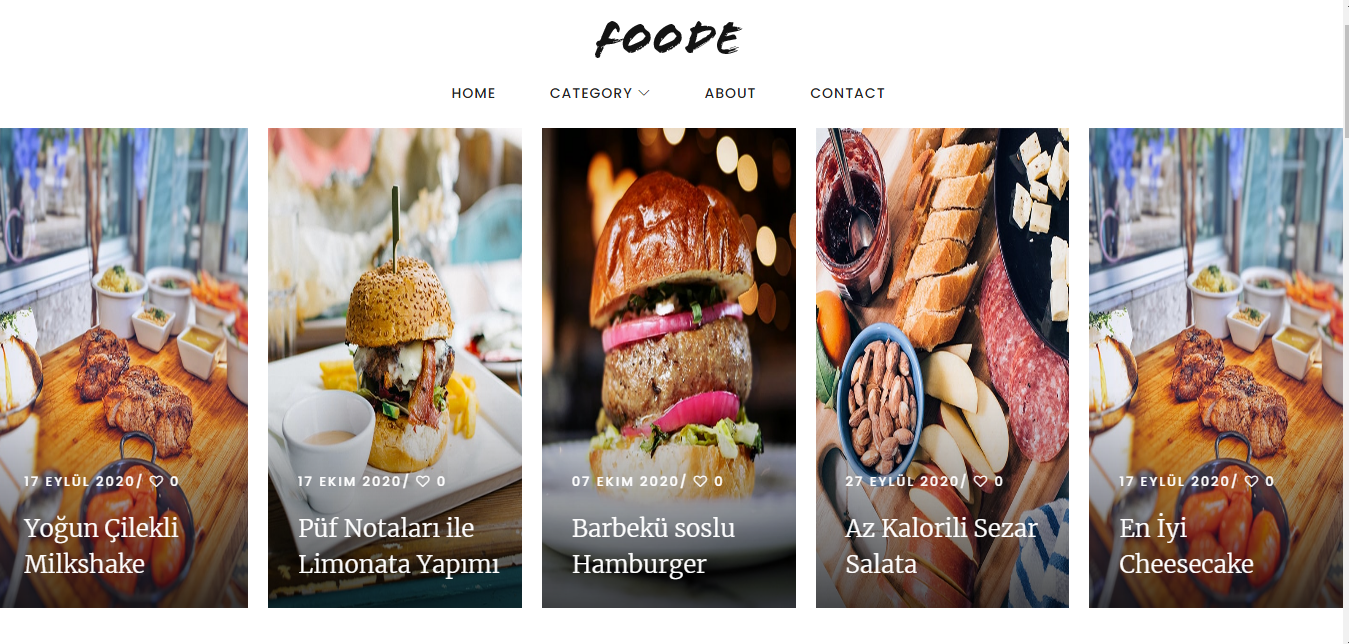 FOODE
HOME CATEGORY ABOUT CONTACT
17 EYLÜL 2020/ 0
Yoğun Çilekli
Milkshake
17 EKIM 2020/ 0
Püf Notaları ile
Limonata Yapımı
07 EKIM 2020/ 0
Barbekü soslu
Hamburger
27 EYLÜL 2020/ 0
Az Kalorili Sezar
Salata
17 EYLÜL 2020/ 0
En İyi
Cheesecake